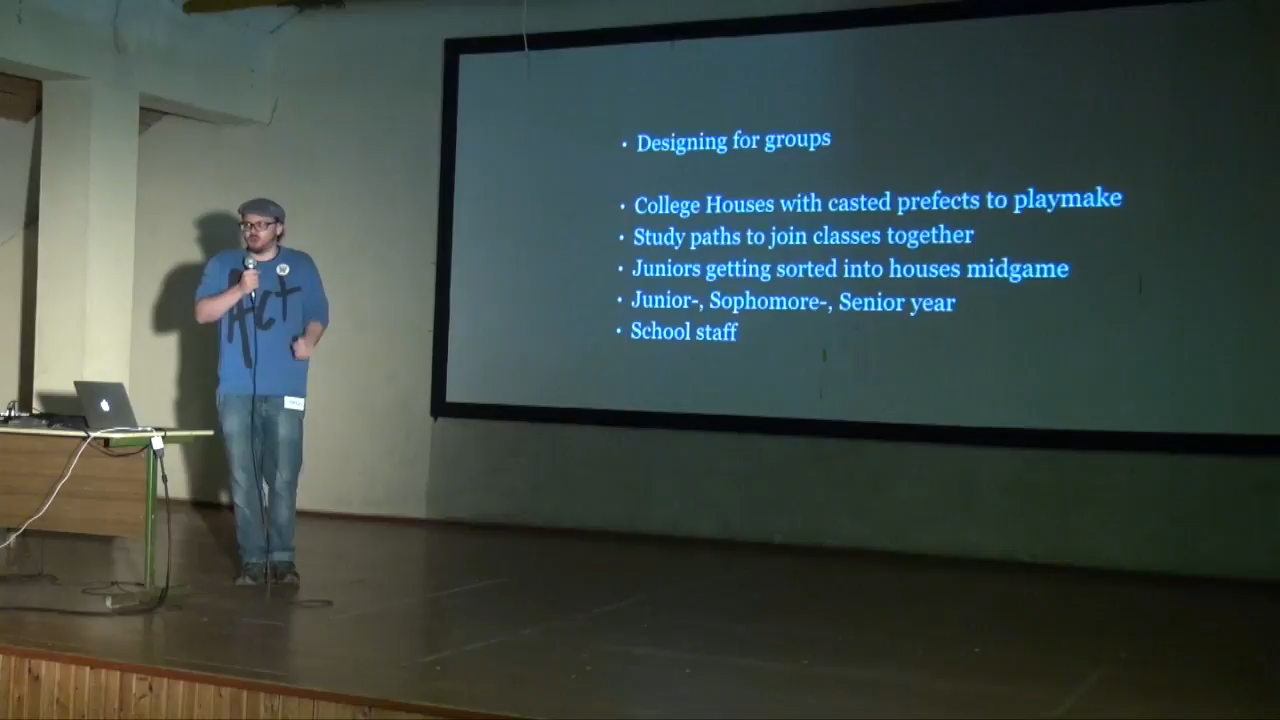 • Designing for groups
• College Houses with casted prefects to playmake
• Study paths to join classes together
• Juniors getting sorted into houses midgame
• Junior-, Sophomore-, Senior year
• School staff
ACT